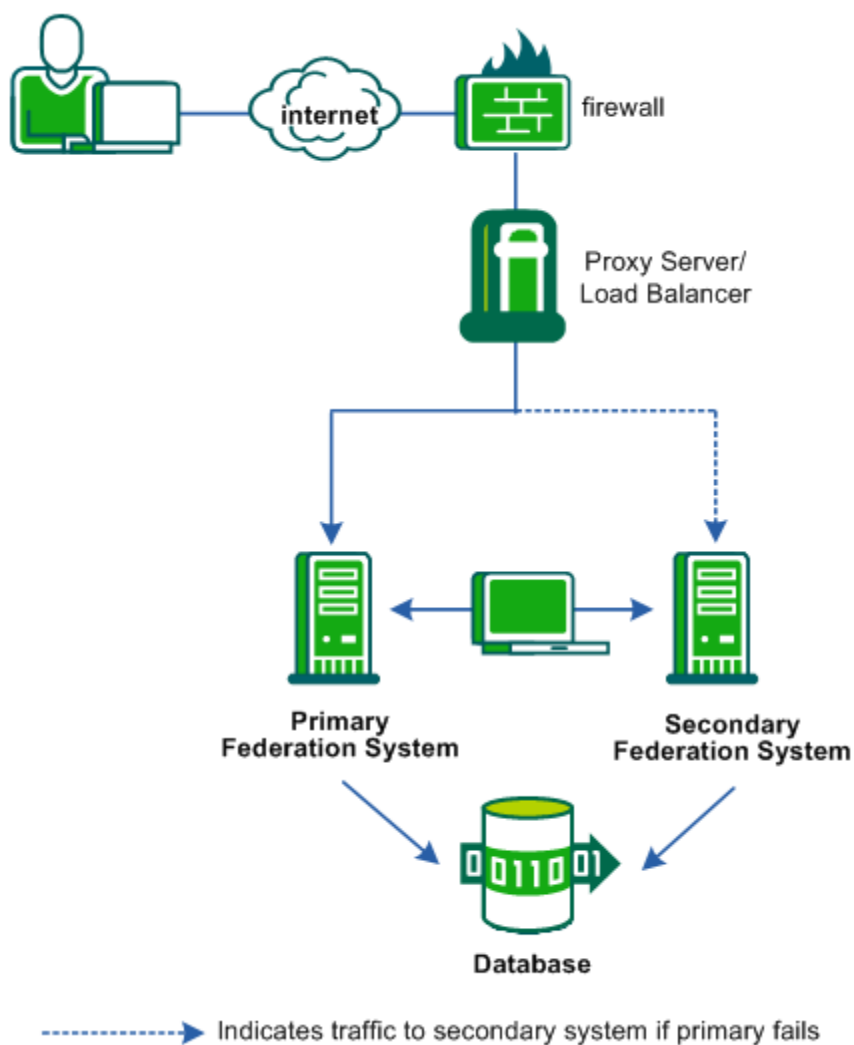 internet
firewall
Proxy Server/
Load Balancer
Primary
Federation System
Secondary
Federation System
0 0110 01
Database
Indicates traffic to secondary system if primary fails